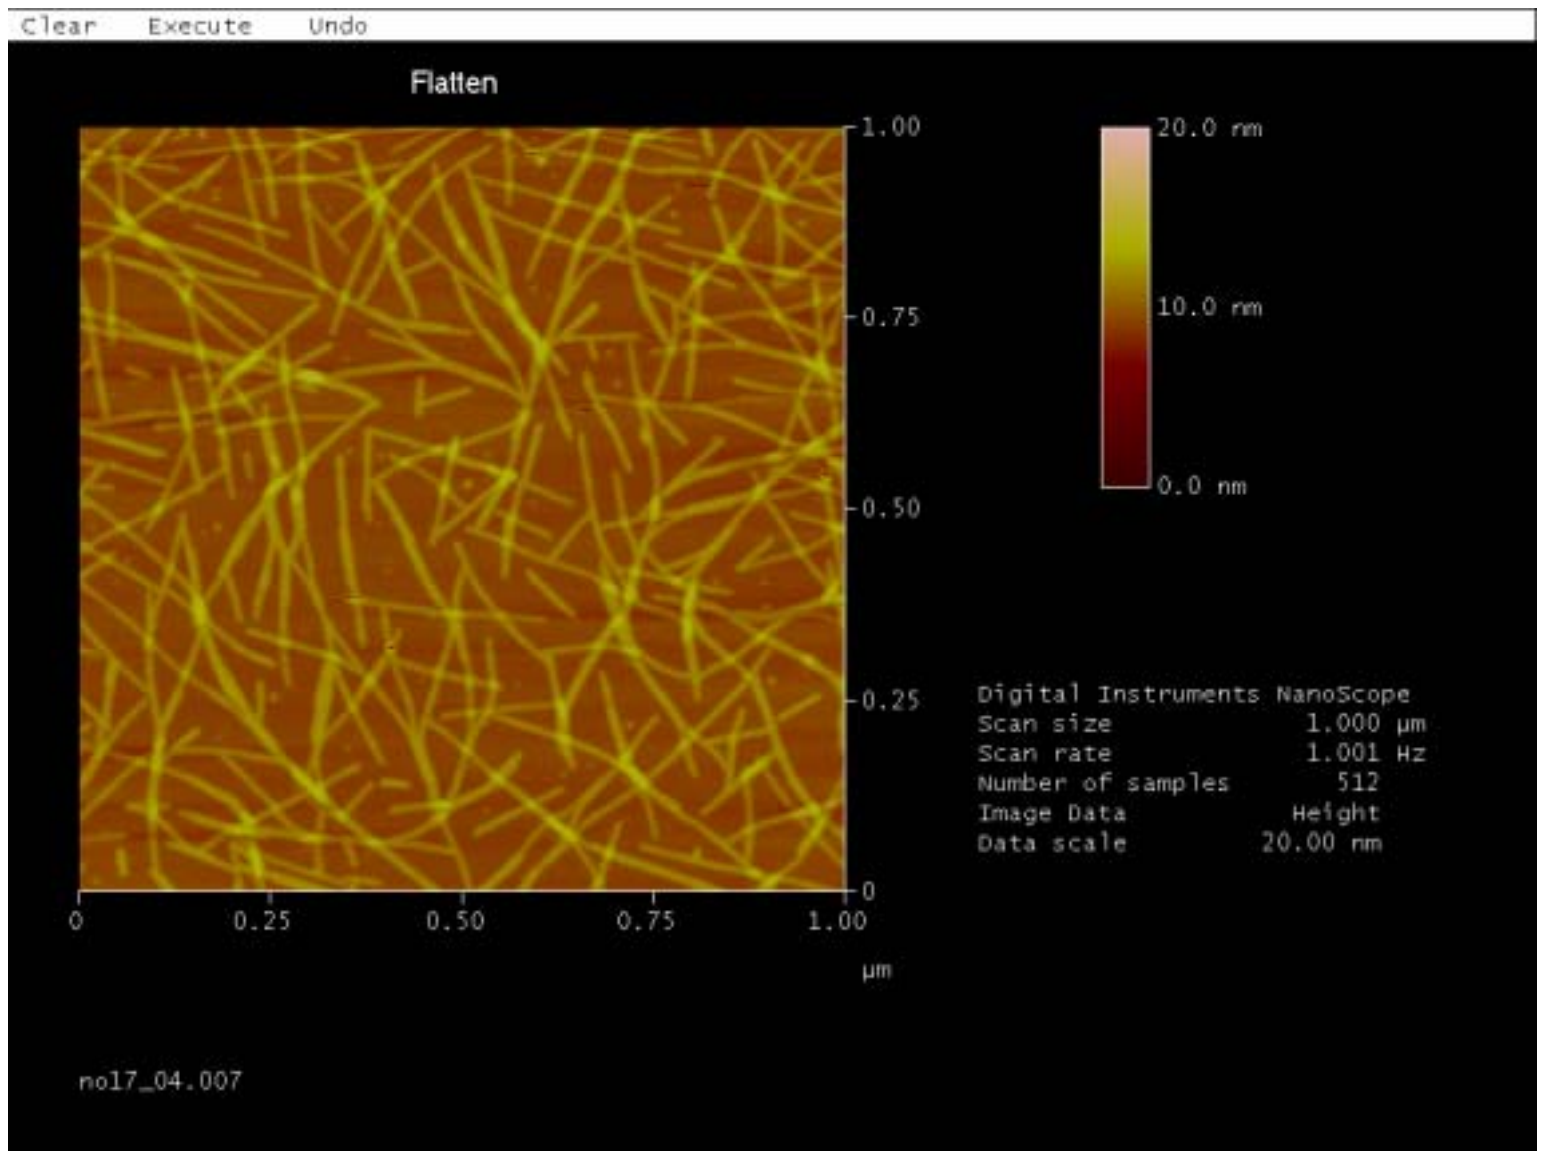 Clear Execute Undo
Flatten
1.00
0.75
0.50
0.25
0
0 0.25 0.50 0.75 1.00
µm
20.0 nm
10.0 nm
0.0 nm
Digital Instruments NanoScope
Scan size 1.000 µm
Scan rate 1.001 Hz
Number of samples 512
Image Data Height
Data scale 20.00 nm
no17_04.007